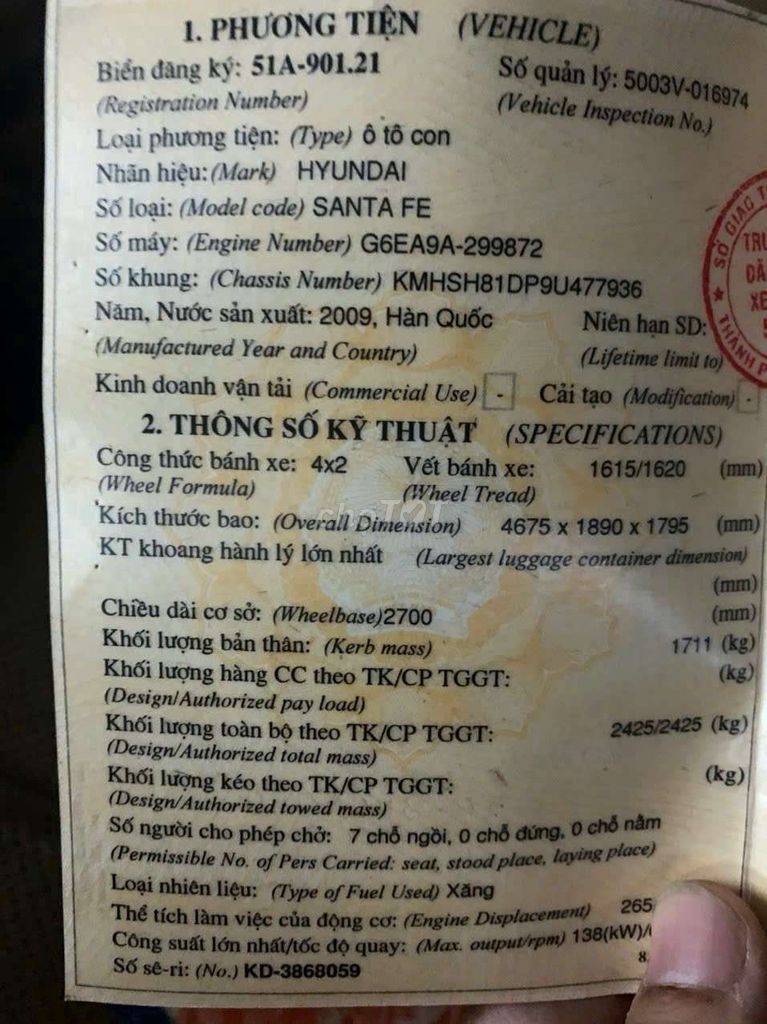 1. PHƯƠNG TIỆN (VEHICLE)
Biển đăng ký: 51A-901.21 Số quản lý: 5003V-016974
(Registration Number) (Vehicle Inspection No.)
Loại phương tiện: (Type) ô tô con
Nhãn hiệu: (Mark) HYUNDAI
Số loại: (Model code) SANTA FE
Số máy: (Engine Number) G6EA9A-299872
Số khung: (Chassis Number) KMHSH81DP9U477936
Năm, Nước sản xuất: 2009, Hàn Quốc Niên hạn SD:
(Manufactured Year and Country) (Lifetime limit to)
Kinh doanh vận tải (Commercial Use) - Cải tạo (Modification) -
SỞ GIAO
THÀNH P
2. THÔNG SỐ KỸ THUẬT (SPECIFICATIONS)
Công thức bánh xe: 4x2 Vết bánh xe: 1615/1620 (mm)
(Wheel Formula) (Wheel Tread)
chợTỐT
Kích thước bao: (Overall Dimension) 4675 x 1890 x 1795 (mm)
KT khoang hành lý lớn nhất (Largest luggage container dimension)
(mm)
Chiều dài cơ sở: (Wheelbase)2700 (mm)
Khối lượng bản thân: (Kerb mass) 1711 (kg)
Khối lượng hàng CC theo TK/CP TGGT: (kg)
(Design/Authorized pay load)
Khối lượng toàn bộ theo TK/CP TGGT: 2425/2425 (kg)
(Design/Authorized total mass)
Khối lượng kéo theo TK/CP TGGT: (kg)
(Design/Authorized towed mass)
Số người cho phép chở: 7 chỗ ngồi, 0 chỗ đứng, 0 chỗ nằm
(Permissible No. of Pers Carried: seat, stood place, laying place)
Loại nhiên liệu: (Type of Fuel Used) Xăng
Thể tích làm việc của động cơ: (Engine Displacement) 265
Công suất lớn nhất/tốc độ quay: (Max. output/rpm) 138(kW)/
Số sê-ri: (No.) KD-3868059